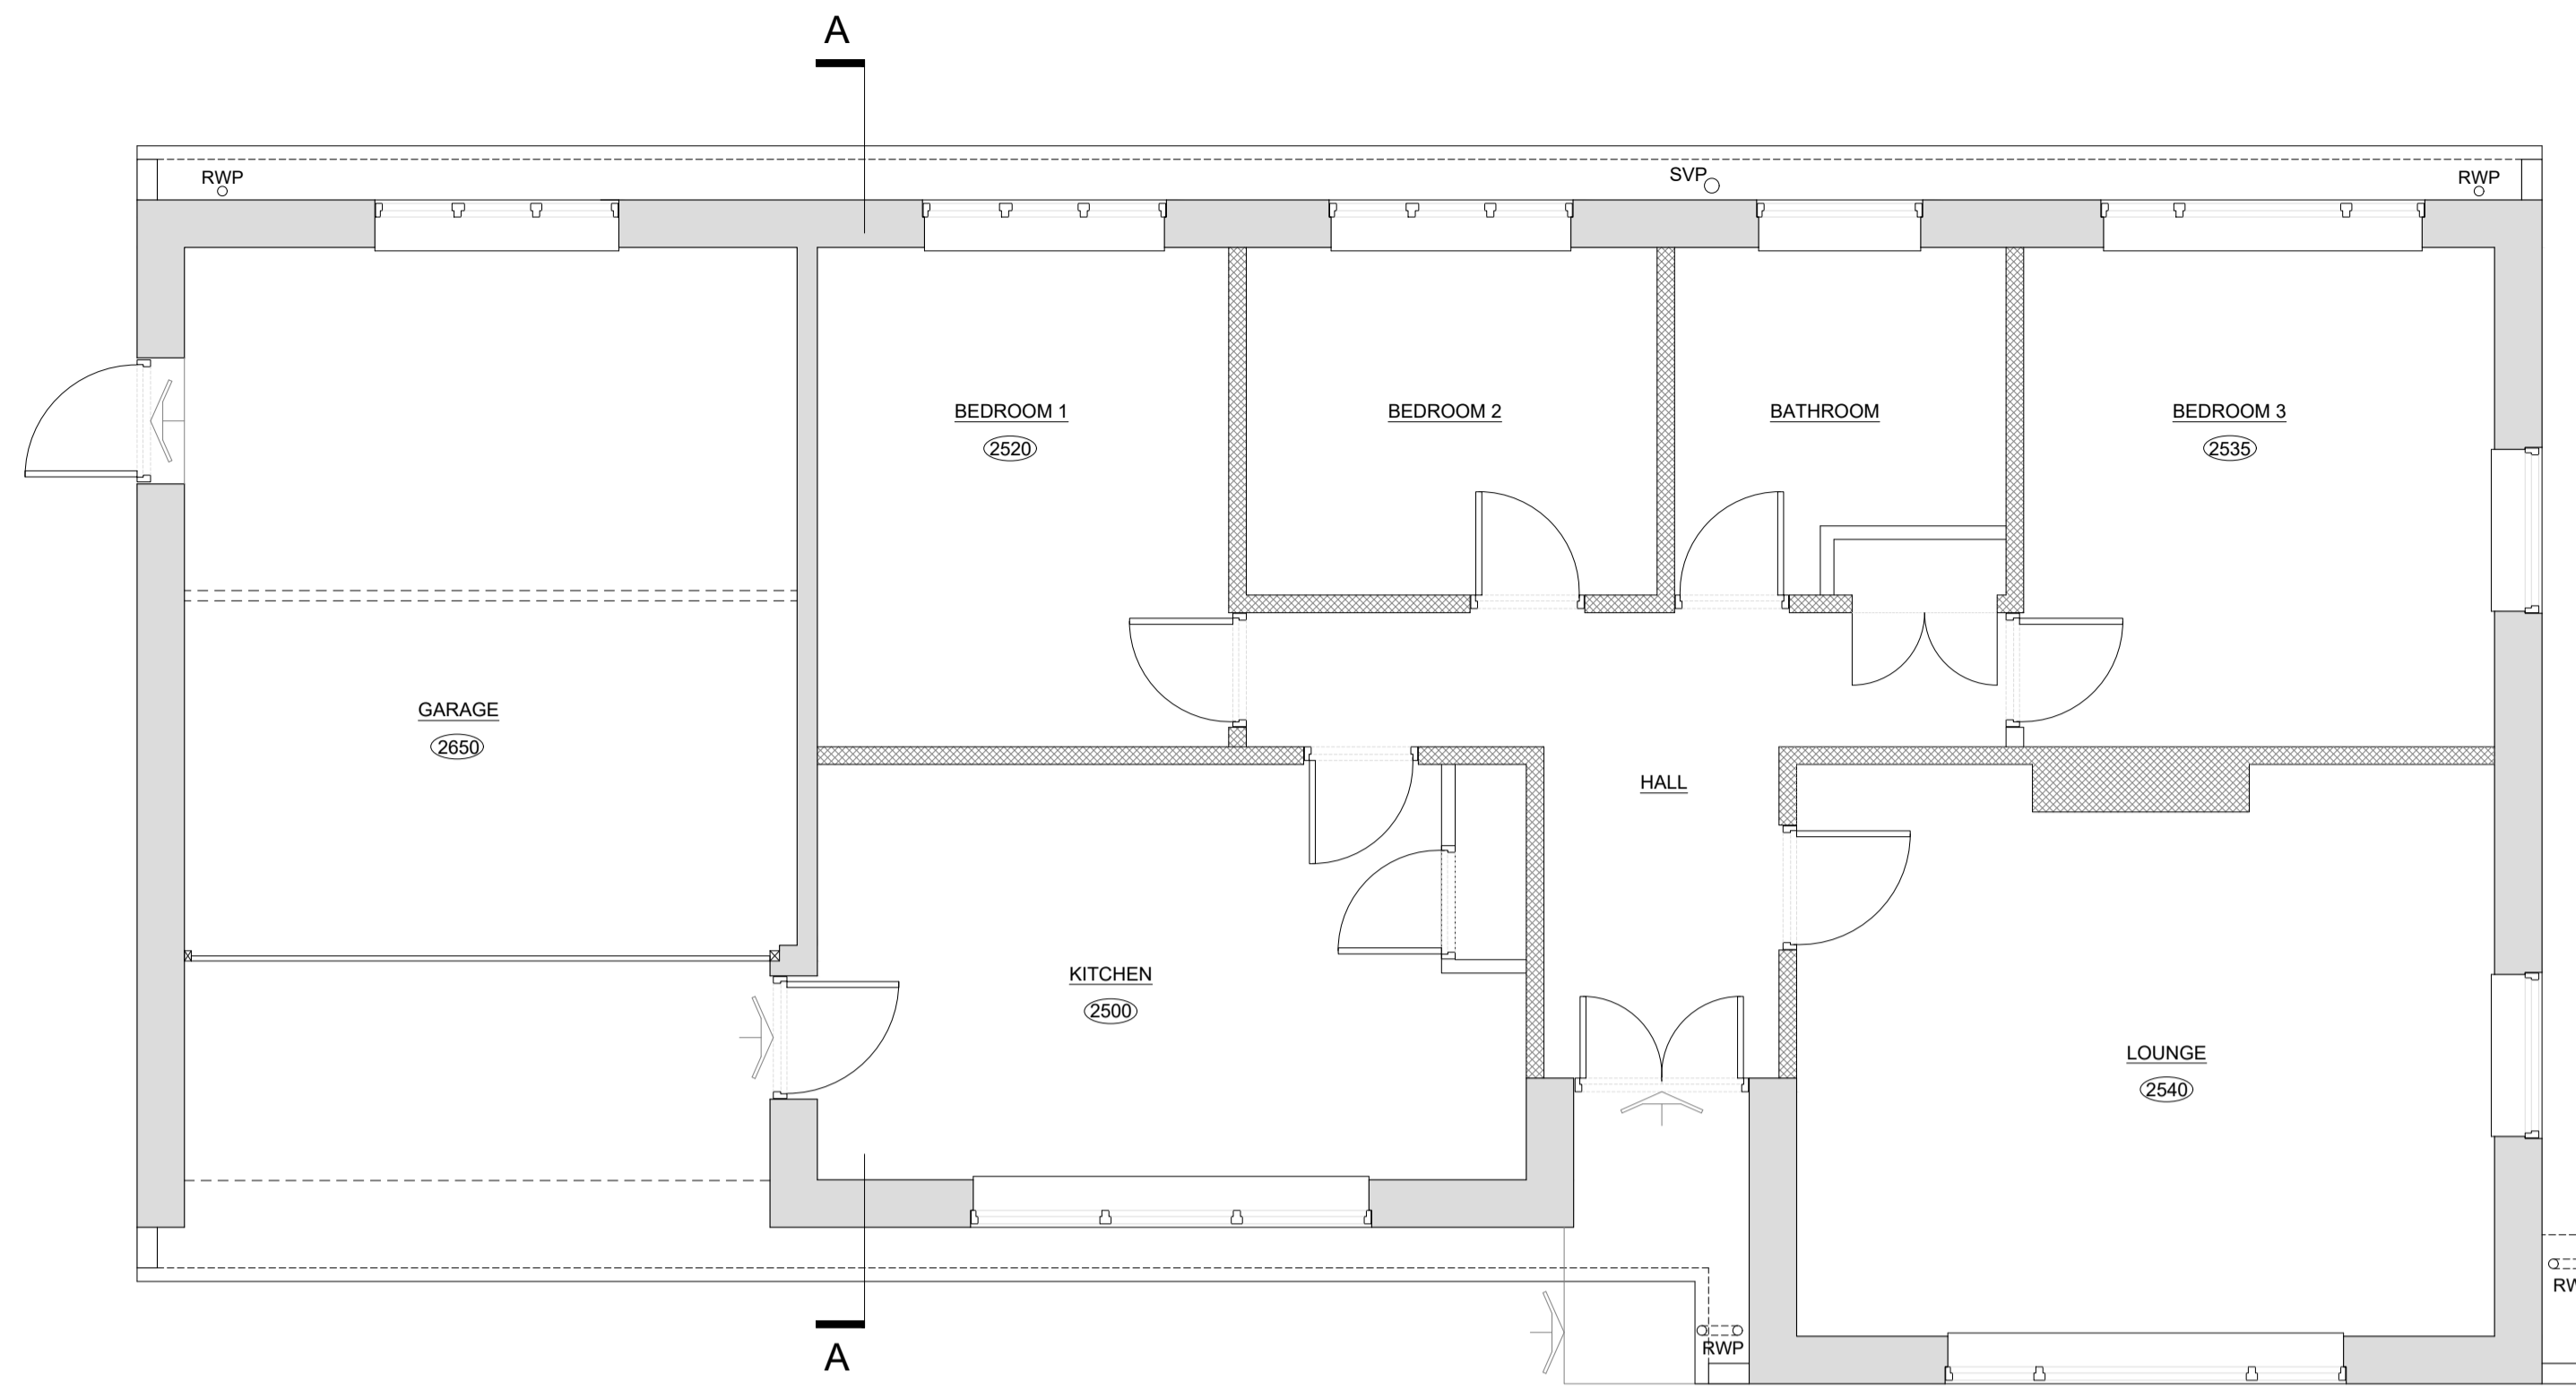 A
RWP
SVP
RWP
BEDROOM 1
2520
BEDROOM 2
BATHROOM
BEDROOM 3
2535
GARAGE
2650
HALL
KITCHEN
2500
LOUNGE
2540
RWP
A